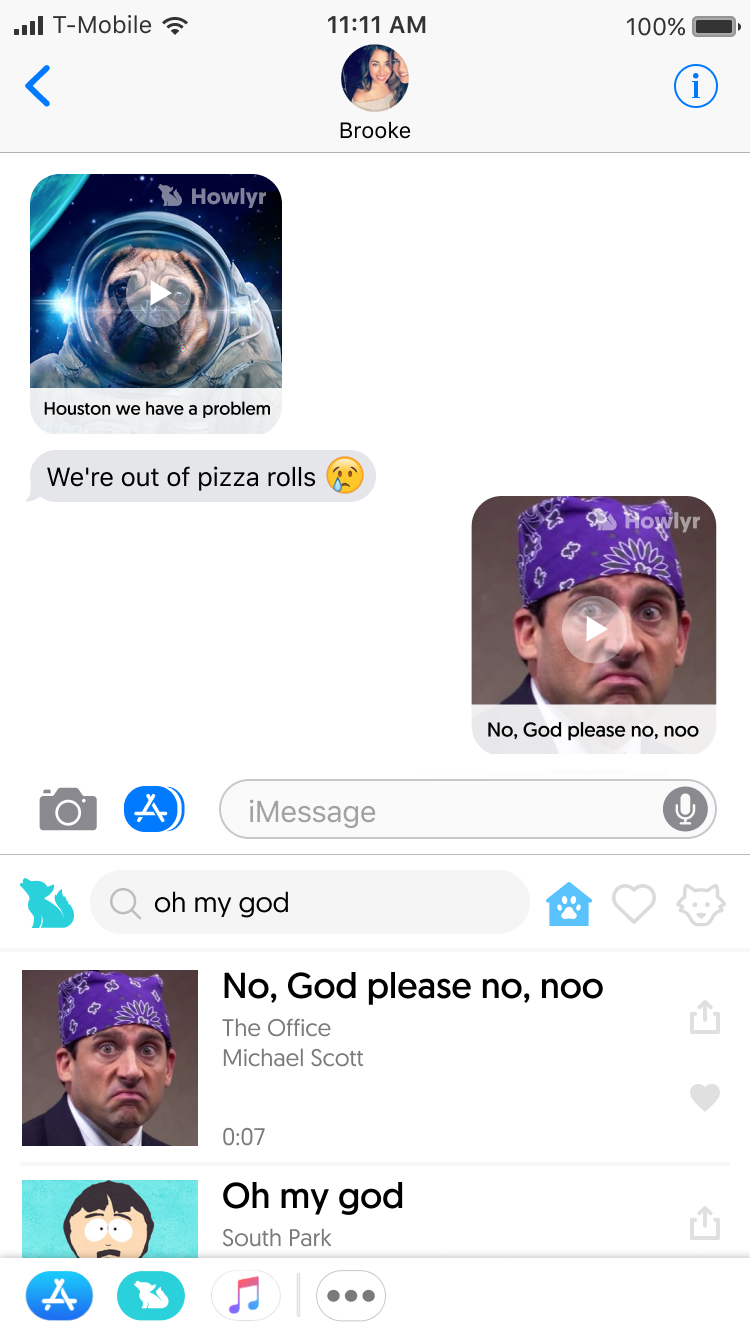 T-Mobile 11:11 AM 100%
Brooke
Howlyr
Houston we have a problem
We're out of pizza rolls 😢
Howlyr
No, God please no, noo
iMessage
oh my god
No, God please no, noo
The Office
Michael Scott
0:07
Oh my god
South Park